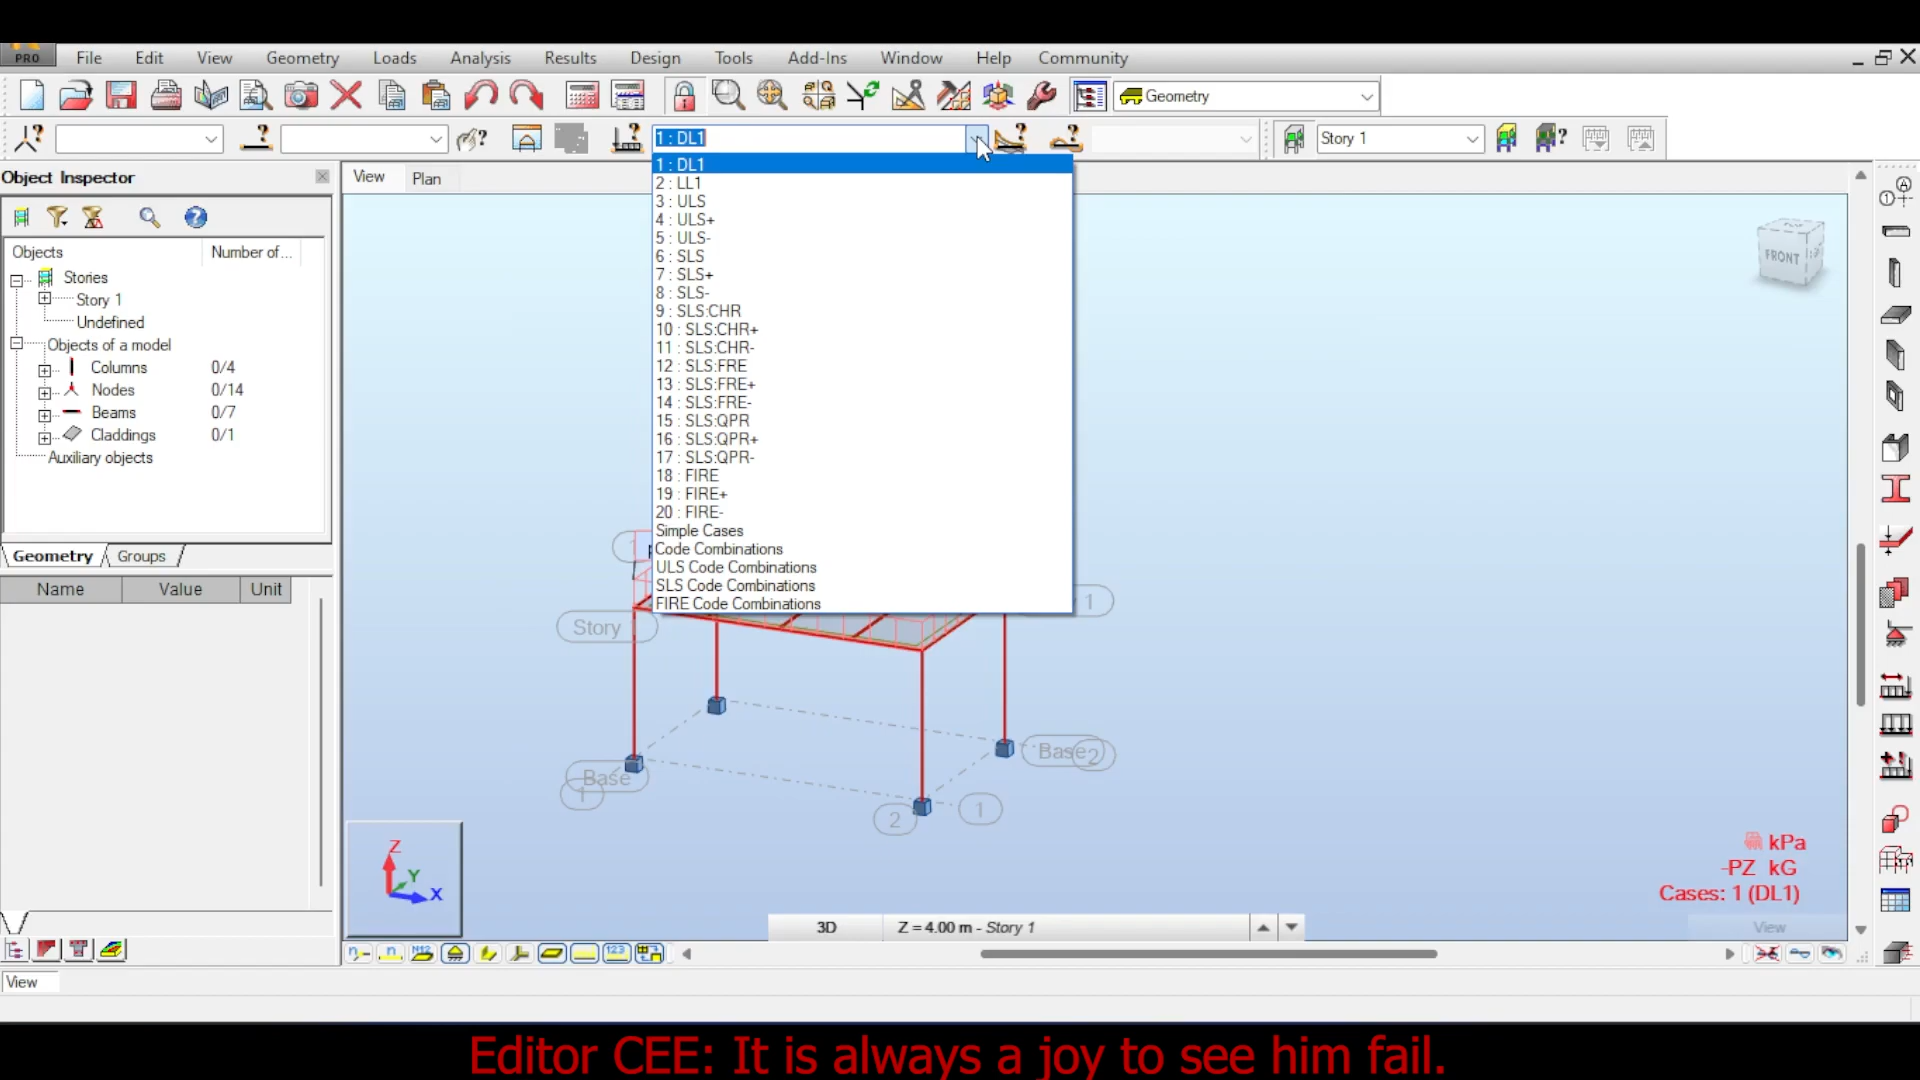 PRO File Edit View Geometry Loads Analysis Results Design Tools Add-Ins Window Help Community
Geometry
1 : DL1
Story 1
Object Inspector
View Plan
Objects Number of...
Stories
Story 1
Undefined
Objects of a model
Columns 0/4
Nodes 0/14
Beams 0/7
Claddings 0/1
Auxiliary objects
Geometry Groups
Name Value Unit
1 : DL1
2 : LL1
3 : ULS
4 : ULS+
5 : ULS-
6 : SLS
7 : SLS+
8 : SLS-
9 : SLS:CHR
10 : SLS:CHR+
11 : SLS:CHR-
12 : SLS:FRE
13 : SLS:FRE+
14 : SLS:FRE-
15 : SLS:QPR
16 : SLS:QPR+
17 : SLS:QPR-
18 : FIRE
19 : FIRE+
20 : FIRE-
Simple Cases
Code Combinations
ULS Code Combinations
SLS Code Combinations
FIRE Code Combinations
FRONT
1
1
Story
Base
1
Base
2
2
1
Z
Y
X
kPa
-PZ kG
Cases: 1 (DL1)
3D Z = 4.00 m - Story 1
View
View
Editor CEE: It is always a joy to see him fail.